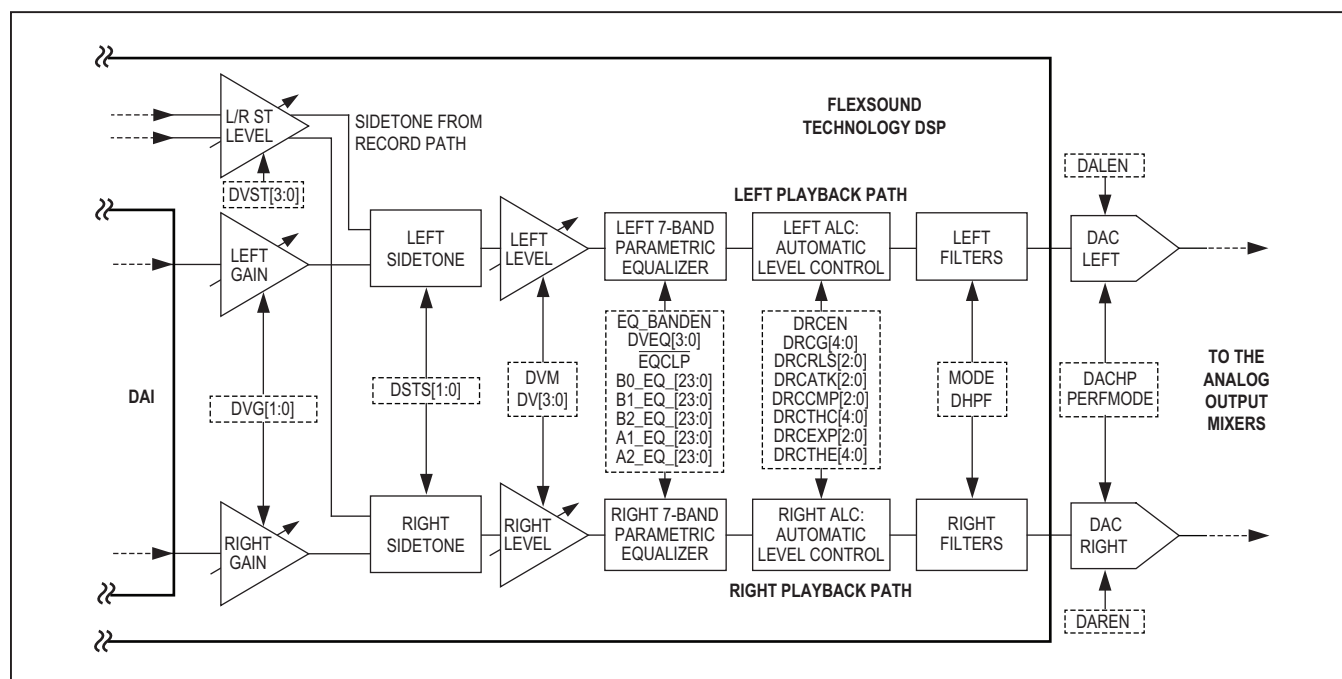 FLEXSOUND
TECHNOLOGY DSP
L/R ST
LEVEL
SIDETONE FROM
RECORD PATH
DVST[3:0]
LEFT PLAYBACK PATH
DALEN
LEFT
GAIN
LEFT
SIDETONE
LEFT
LEVEL
LEFT 7-BAND
PARAMETRIC
EQUALIZER
LEFT ALC:
AUTOMATIC
LEVEL CONTROL
LEFT
FILTERS
DAC
LEFT
DAI
DVG[1:0]
DSTS[1:0]
DVM
DV[3:0]
EQ_BANDEN
DVEQ[3:0]
EQCLP
B0_EQ_[23:0]
B1_EQ_[23:0]
B2_EQ_[23:0]
A1_EQ_[23:0]
A2_EQ_[23:0]
DRCEN
DRCG[4:0]
DRCRLS[2:0]
DRCATK[2:0]
DRCCMP[2:0]
DRCTHC[4:0]
DRCEXP[2:0]
DRCTHE[4:0]
MODE
DHPF
DACHP
PERFMODE
TO THE
ANALOG
OUTPUT
MIXERS
RIGHT
GAIN
RIGHT
SIDETONE
RIGHT
LEVEL
RIGHT 7-BAND
PARAMETRIC
EQUALIZER
RIGHT ALC:
AUTOMATIC
LEVEL CONTROL
RIGHT
FILTERS
DAC
RIGHT
RIGHT PLAYBACK PATH
DAREN